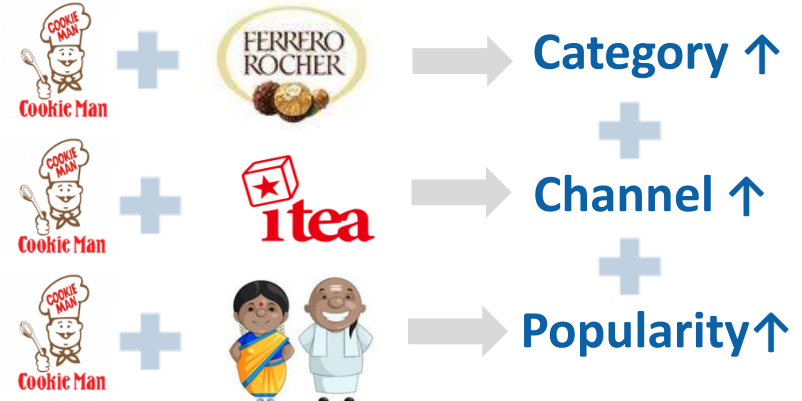 COOKIE
MAN
Cookie Man
FERRERO
ROCHER
Category ↑
COOKIE
MAN
Cookie Man
itea
Channel ↑
COOKIE
MAN
Cookie Man
Popularity↑